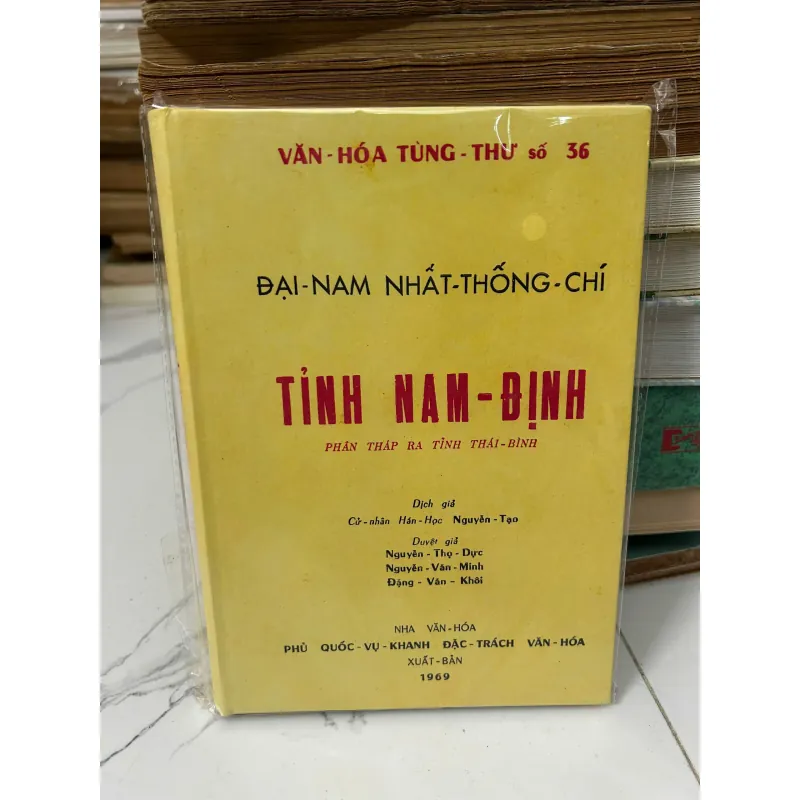 VĂN-HÓA TÙNG-THƯ số 36
ĐẠI-NAM NHẤT-THỐNG-CHÍ
TỈNH NAM-ĐỊNH
PHÂN THÁP RA TỈNH THÁI-BÌNH
Dịch giả
Cử-nhân Hán-Học Nguyễn-Tạo
Duyệt giả
Nguyễn-Thọ-Dực
Nguyễn-Văn-Minh
Đặng-Văn-Khôi
NHA VĂN-HÓA
PHỦ QUỐC-VỤ-KHANH ĐẶC-TRÁCH VĂN-HÓA
XUẤT-BẢN
1969